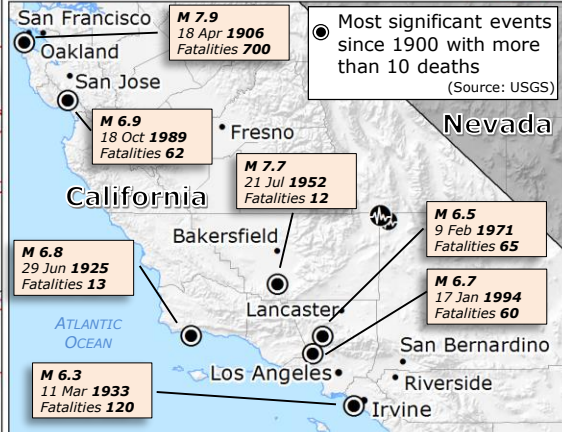 San Francisco
Oakland
M 7.9
18 Apr 1906
Fatalities 700
Most significant events
since 1900 with more
than 10 deaths
(Source: USGS)
San Jose
M 6.9
18 Oct 1989
Fatalities 62
Fresno
Nevada
M 7.7
21 Jul 1952
Fatalities 12
California
M 6.5
9 Feb 1971
Fatalities 65
Bakersfield
M 6.8
29 Jun 1925
Fatalities 13
M 6.7
17 Jan 1994
Fatalities 60
Lancaster
ATLANTIC
OCEAN
San Bernardino
Los Angeles
Riverside
M 6.3
11 Mar 1933
Fatalities 120
Irvine